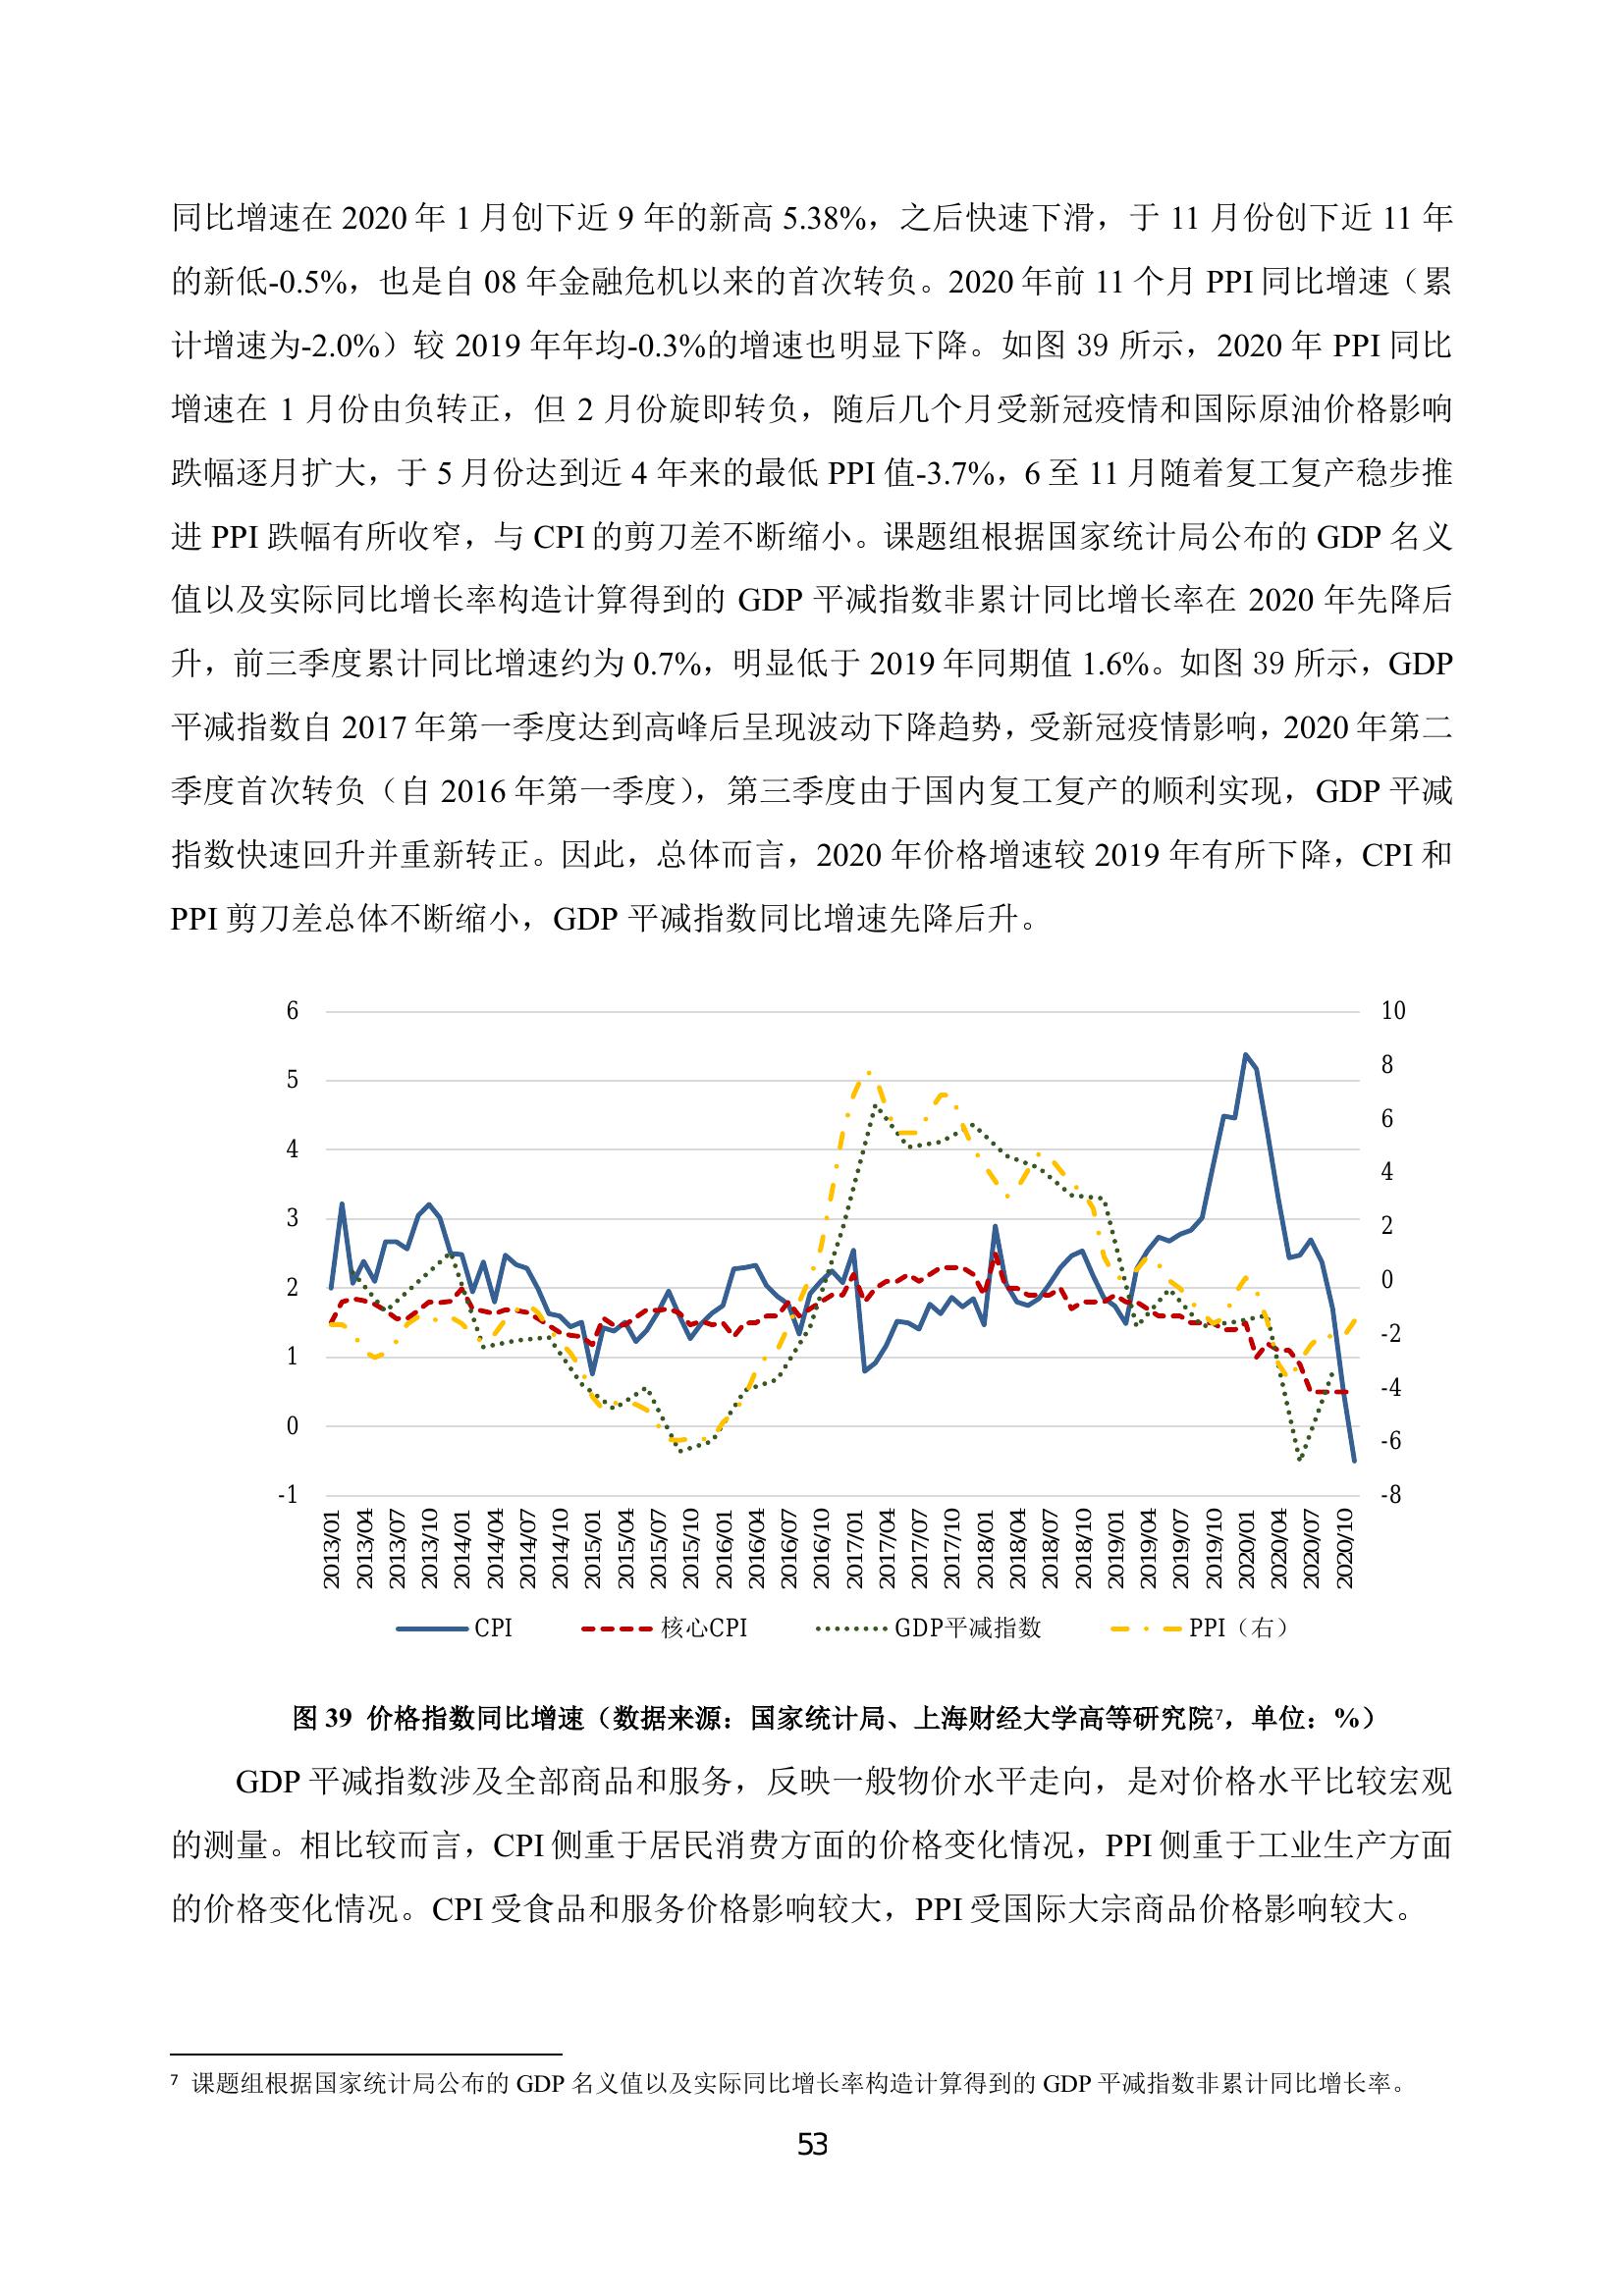 同比增速在 2020 年 1 月创下近 9 年的新高 5.38%，之后快速下滑，于 11 月份创下近 11 年
的新低-0.5%，也是自 08 年金融危机以来的首次转负。2020 年前 11 个月 PPI 同比增速（累
计增速为-2.0%）较 2019 年年均-0.3%的增速也明显下降。如图 39 所示，2020 年 PPI 同比
增速在 1 月份由负转正，但 2 月份旋即转负，随后几个月受新冠疫情和国际原油价格影响
跌幅逐月扩大，于 5 月份达到近 4 年来的最低 PPI 值-3.7%，6 至 11 月随着复工复产稳步推
进 PPI 跌幅有所收窄，与 CPI 的剪刀差不断缩小。课题组根据国家统计局公布的 GDP 名义
值以及实际同比增长率构造计算得到的 GDP 平减指数非累计同比增长率在 2020 年先降后
升，前三季度累计同比增速约为 0.7%，明显低于 2019 年同期值 1.6%。如图 39 所示，GDP
平减指数自 2017 年第一季度达到高峰后呈现波动下降趋势，受新冠疫情影响，2020 年第二
季度首次转负（自 2016 年第一季度），第三季度由于国内复工复产的顺利实现，GDP 平减
指数快速回升并重新转正。因此，总体而言，2020 年价格增速较 2019 年有所下降，CPI 和
PPI 剪刀差总体不断缩小，GDP 平减指数同比增速先降后升。
6
5
4
3
2
1
0
-1
10
8
6
4
2
0
-2
-4
-6
-8
2013/01
2013/04
2013/07
2013/10
2014/01
2014/04
2014/07
2014/10
2015/01
2015/04
2015/07
2015/10
2016/01
2016/04
2016/07
2016/10
2017/01
2017/04
2017/07
2017/10
2018/01
2018/04
2018/07
2018/10
2019/01
2019/04
2019/07
2019/10
2020/01
2020/04
2020/07
2020/10
CPI 核心CPI GDP平减指数 PPI（右）
图 39 价格指数同比增速（数据来源：国家统计局、上海财经大学高等研究院7，单位：%）
GDP 平减指数涉及全部商品和服务，反映一般物价水平走向，是对价格水平比较宏观
的测量。相比较而言，CPI 侧重于居民消费方面的价格变化情况，PPI 侧重于工业生产方面
的价格变化情况。CPI 受食品和服务价格影响较大，PPI 受国际大宗商品价格影响较大。
7 课题组根据国家统计局公布的 GDP 名义值以及实际同比增长率构造计算得到的 GDP 平减指数非累计同比增长率。
53